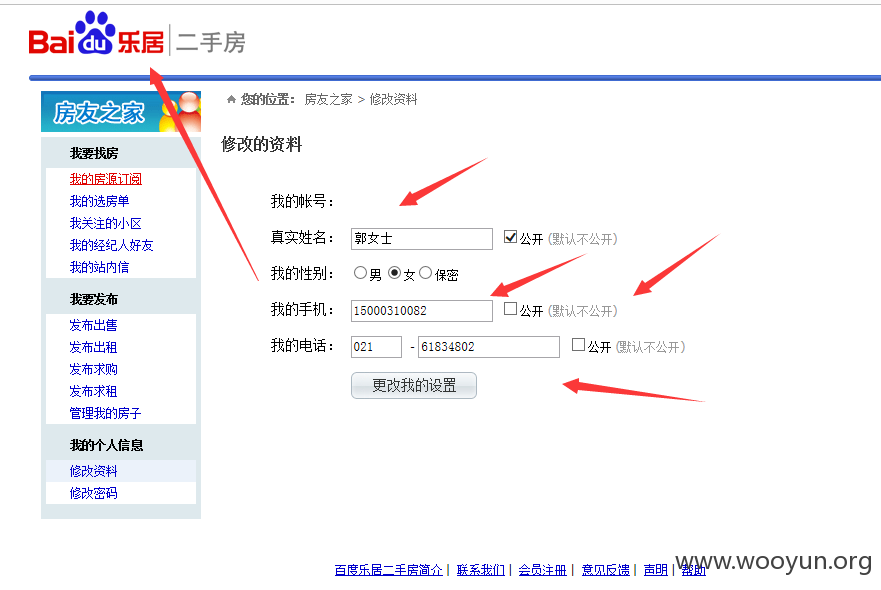 Bai du 乐居 二手房
房友之家
您的位置： 房友之家 > 修改资料
修改的资料
我要找房
我的房源订阅
我的选房单
我关注的小区
我的经纪人好友
我的站内信
我要发布
发布出售
发布出租
发布求购
发布求租
管理我的房子
我的个人信息
修改资料
修改密码
我的帐号：
真实姓名： 郭女士 公开 (默认不公开)
我的性别： 男 女 保密
我的手机： 15000310082 公开 (默认不公开)
我的电话： 021 - 61834802 公开 (默认不公开)
更改我的设置
百度乐居二手房简介 | 联系我们 | 会员注册 | 意见反馈 | 声明 | 帮助
www.wooyun.org